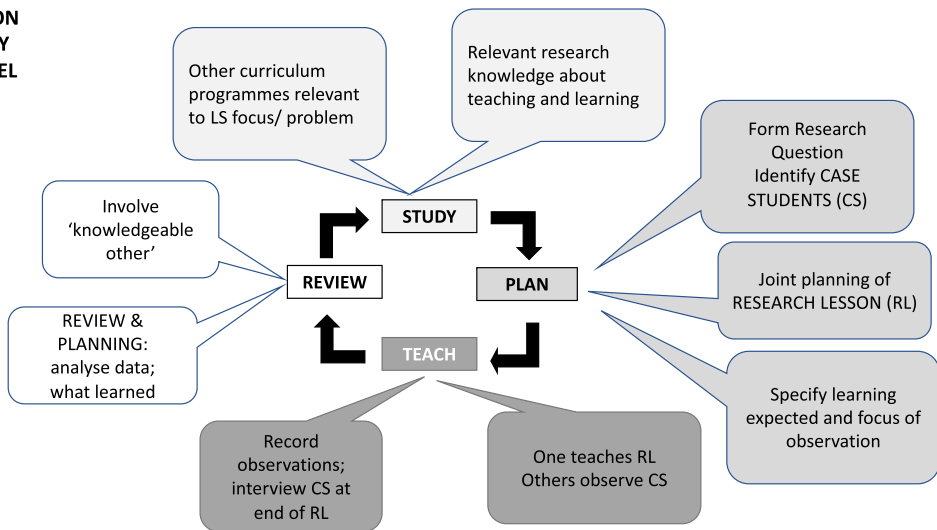 ON
Y
EL
Other curriculum
programmes relevant
to LS focus/ problem
Relevant research
knowledge about
teaching and learning
Form Research
Question
Identify CASE
STUDENTS (CS)
Involve
‘knowledgeable
other’
STUDY
REVIEW
PLAN
Joint planning of
RESEARCH LESSON (RL)
REVIEW &
PLANNING:
analyse data;
what learned
TEACH
Specify learning
expected and focus of
observation
Record
observations;
interview CS at
end of RL
One teaches RL
Others observe CS